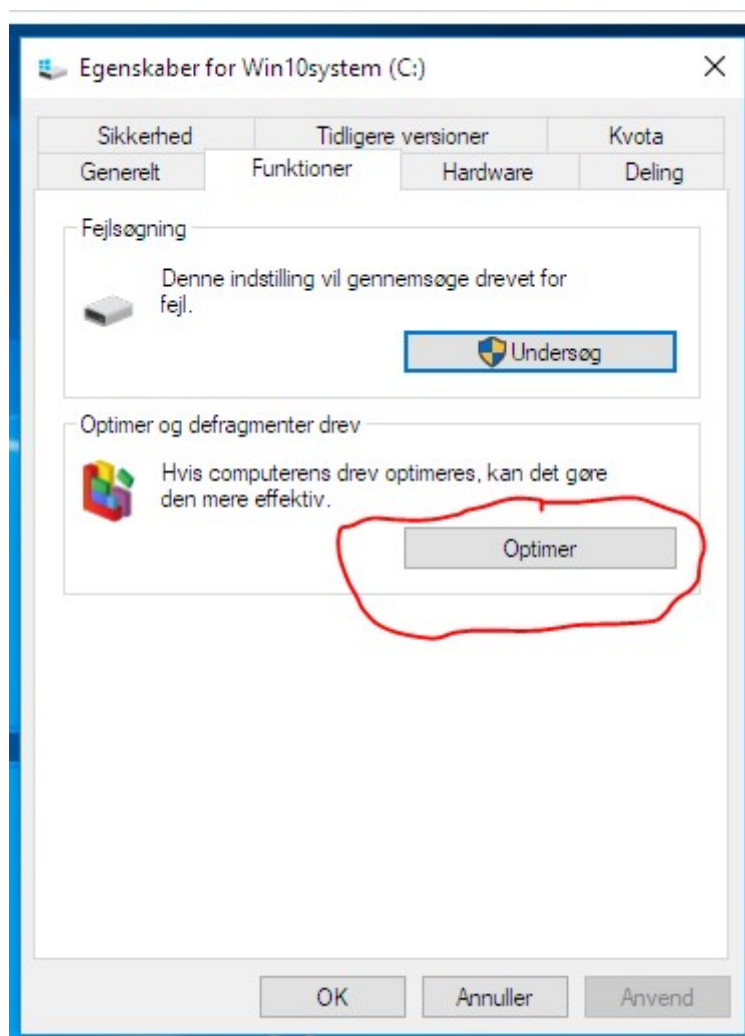 Egenskaber for Win10system (C:)
Sikkerhed Tidligere versioner Kvota
Generelt Funktioner Hardware Deling
Fejlsøgning
Denne indstilling vil gennemsøge drevet for
fejl.
Undersøg
Optimer og defragmenter drev
Hvis computerens drev optimeres, kan det gøre
den mere effektiv.
Optimer
OK Annuller Anvend